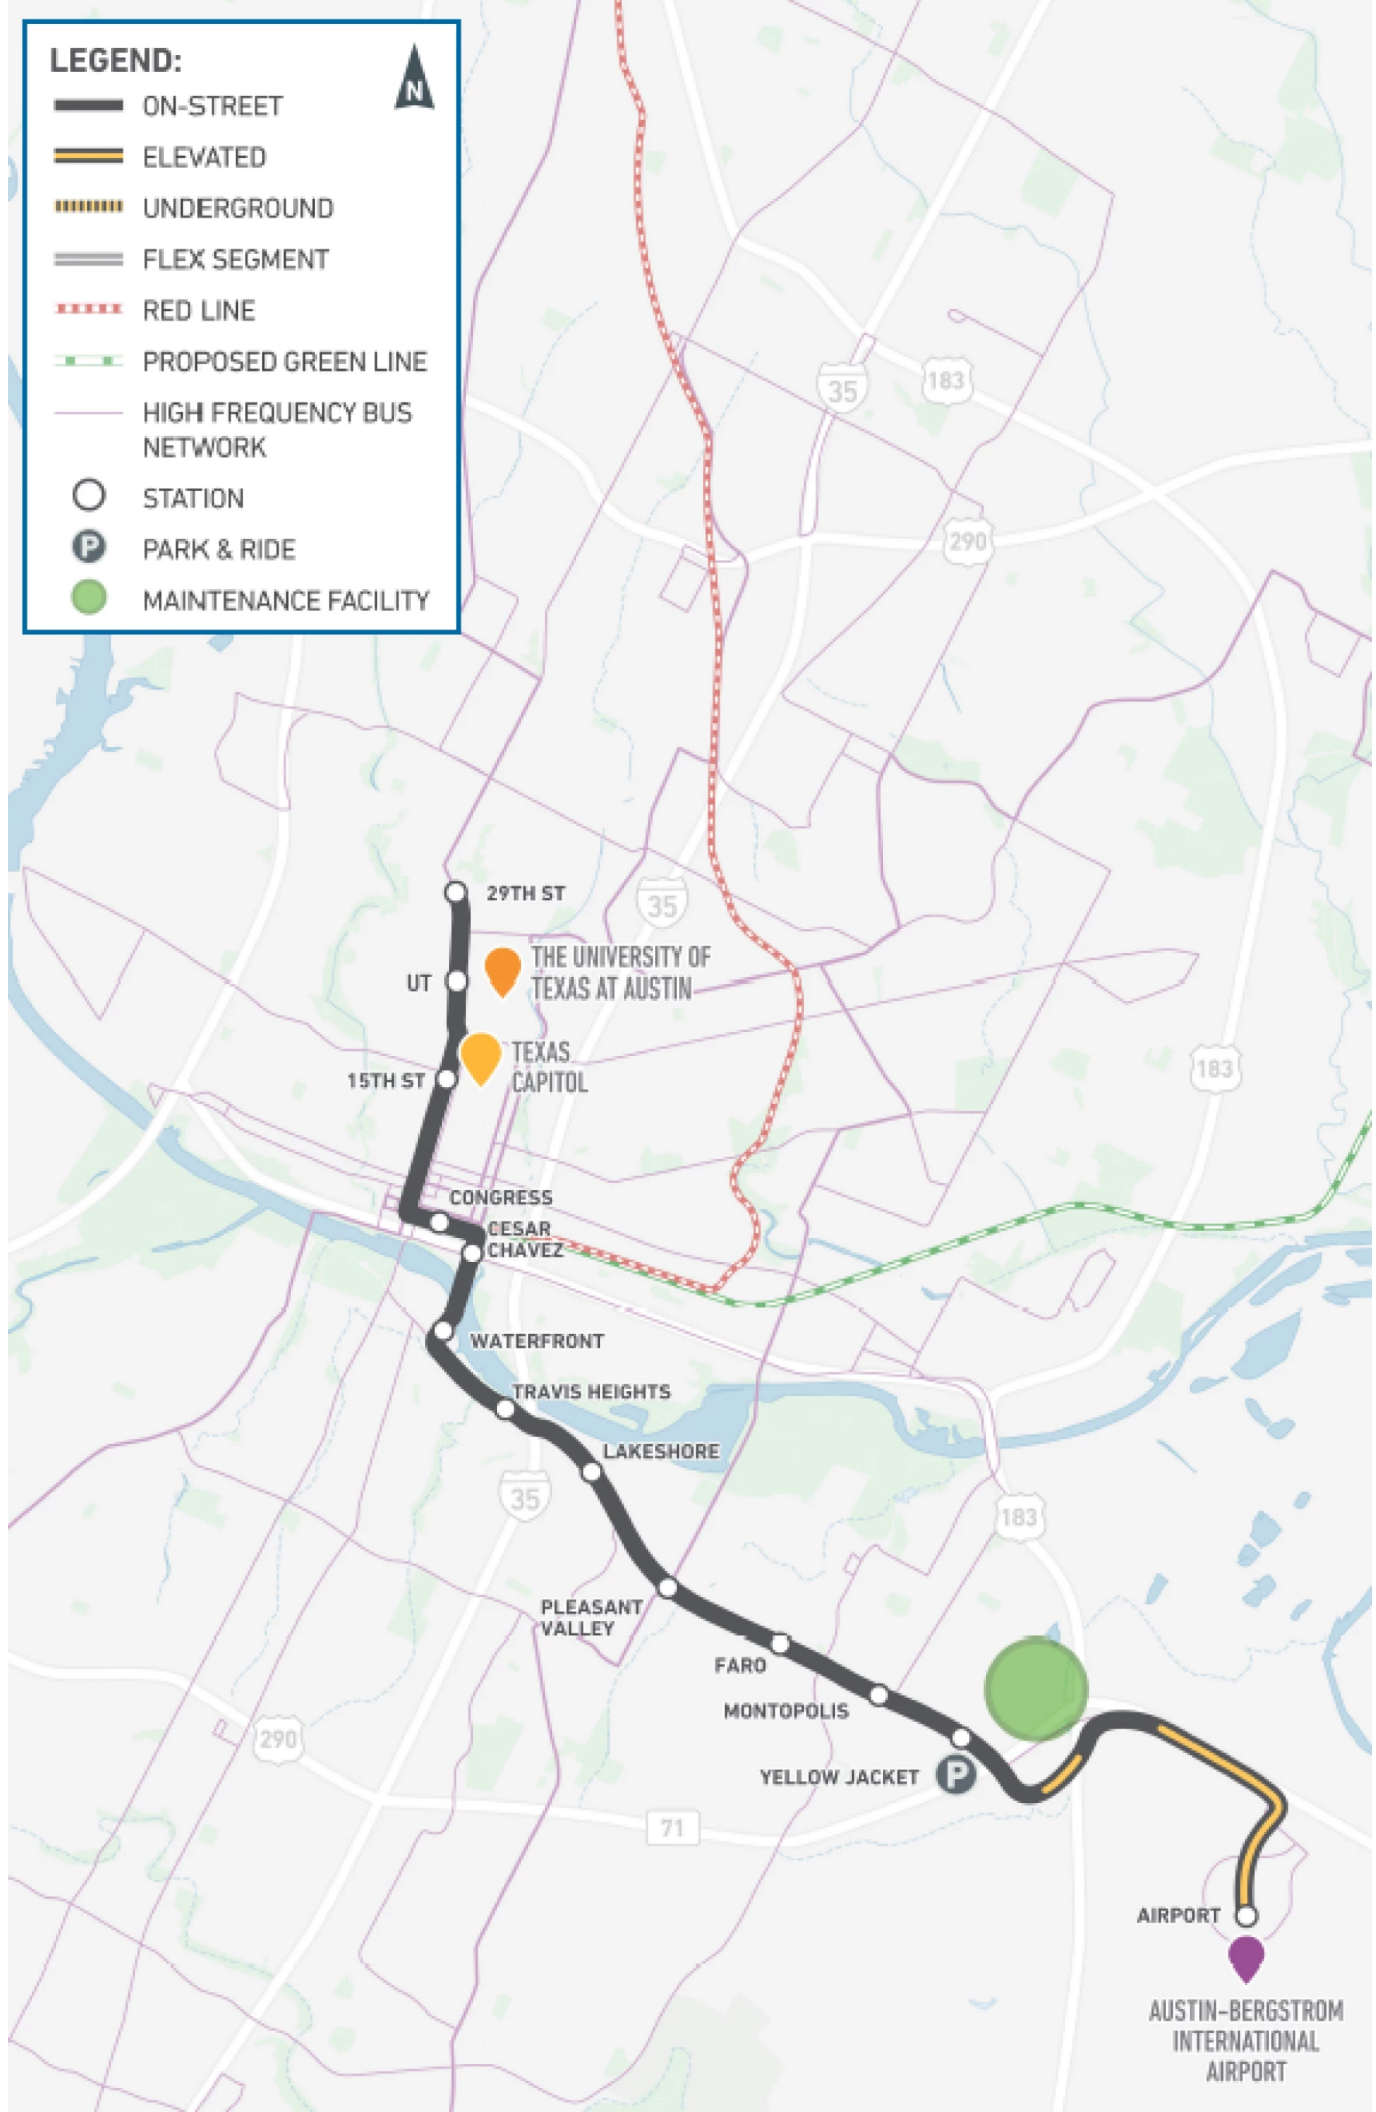 LEGEND:
N
ON-STREET
ELEVATED
UNDERGROUND
FLEX SEGMENT
RED LINE
PROPOSED GREEN LINE
HIGH FREQUENCY BUS
NETWORK
STATION
P
PARK & RIDE
MAINTENANCE FACILITY
35
183
290
29TH ST
35
THE UNIVERSITY OF
TEXAS AT AUSTIN
UT
TEXAS
CAPITOL
15TH ST
183
CONGRESS
CESAR
CHAVEZ
WATERFRONT
TRAVIS HEIGHTS
LAKESHORE
35
183
PLEASANT
VALLEY
FARO
MONTOPOLIS
290
YELLOW JACKET
P
71
AIRPORT
AUSTIN-BERGSTROM
INTERNATIONAL
AIRPORT